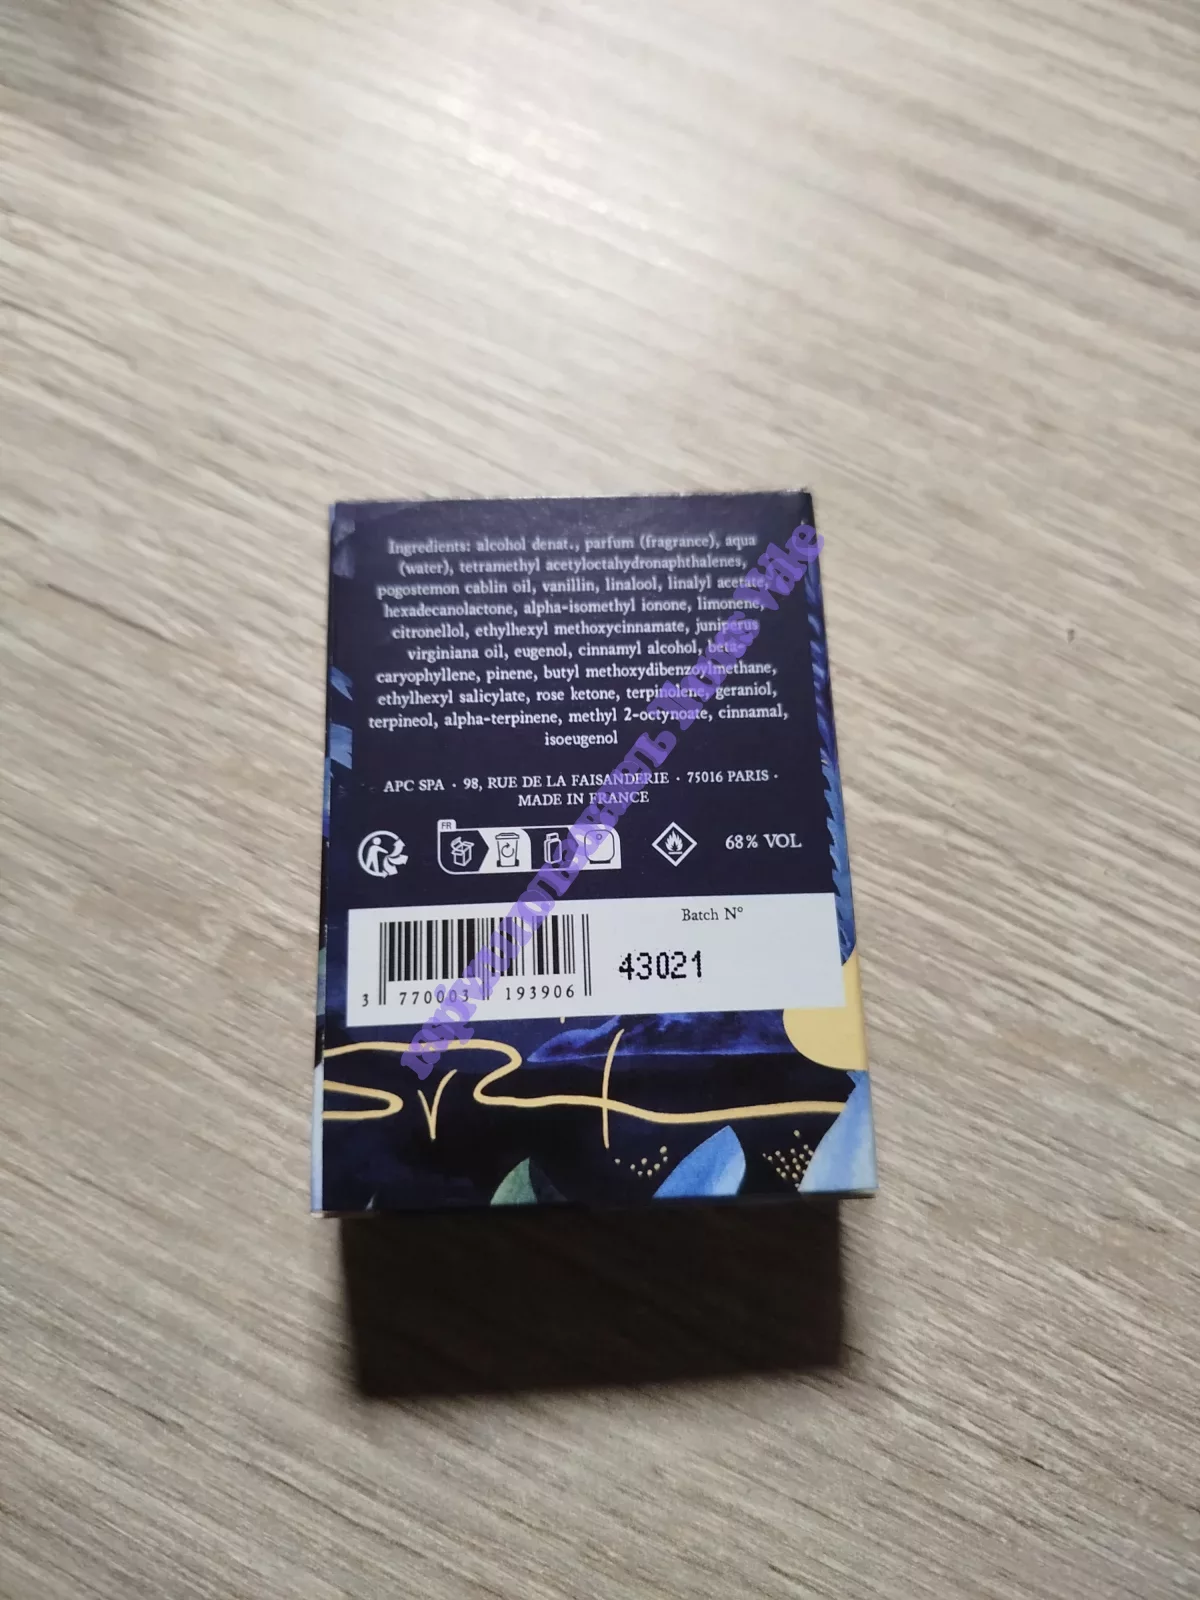 Ingredients: alcohol denat., parfum (fragrance), aqua
(water), tetramethyl acetyloctahydronaphthalenes,
pogostemon cablin oil, vanillin, linalool, linalyl acetate,
hexadecanolactone, alpha-isomethyl ionone, limonene,
citronellol, ethylhexyl methoxycinnamate, juniperus
virginiana oil, eugenol, cinnamyl alcohol, beta-
caryophyllene, pinene, butyl methoxydibenzoylmethane,
ethylhexyl salicylate, rose ketone, terpinolene, geraniol,
terpineol, alpha-terpinene, methyl 2-octynoate, cinnamal,
isoeugenol
APC SPA · 98, RUE DE LA FAISANDERIE · 75016 PARIS ·
MADE IN FRANCE
FR
68% VOL
Batch N°
43021
3 770003 193906